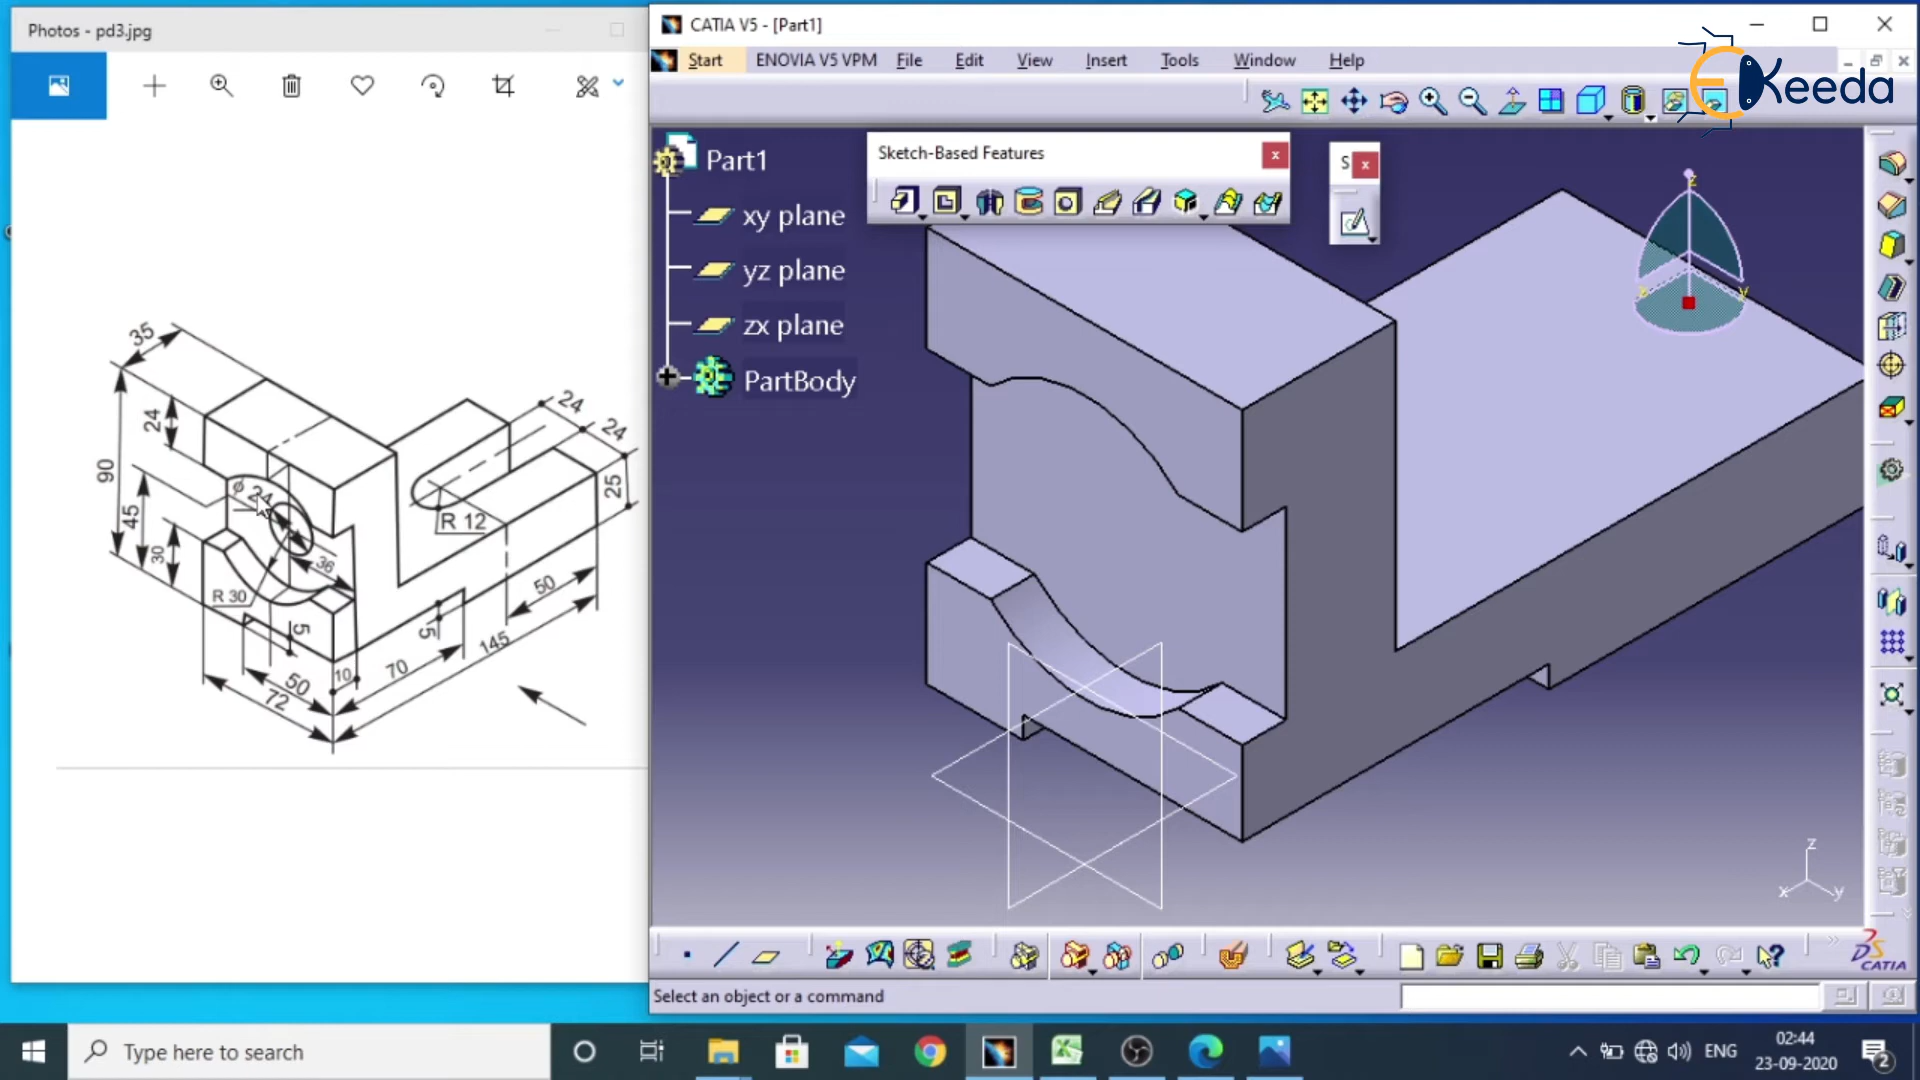 Photos - pd3.jpg
CATIA V5 - [Part1]
Start ENOVIA V5 VPM File Edit View Insert Tools Window Help
EKeeda
Part1
Sketch-Based Features
S
xy plane
yz plane
zx plane
PartBody
z
x
y
35
24
90
45
30
ϕ 24
36
R 30
R 12
24
24
25
50
5
5
145
70
10
50
72
z
x
y
CATIA
Select an object or a command
Type here to search
ENG
02:44
23-09-2020
2